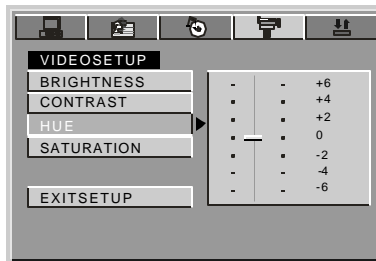 VIDEOSETUP
BRIGHTNESS
CONTRAST
HUE
SATURATION
EXITSETUP
+6
+4
+2
0
-2
-4
-6